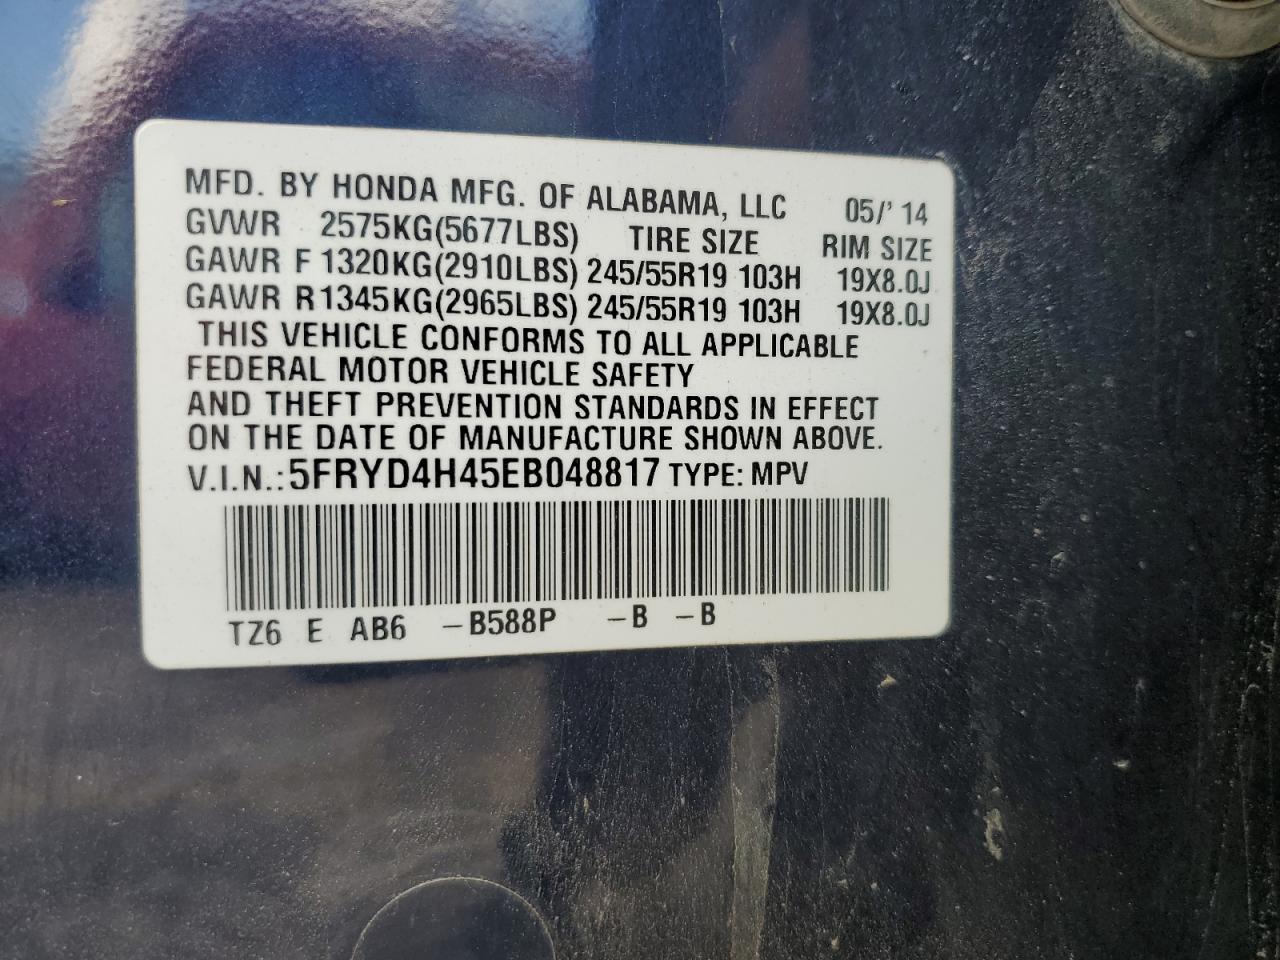 MFD. BY HONDA MFG. OF ALABAMA, LLC 05/' 14
GVWR 2575KG(5677LBS) TIRE SIZE RIM SIZE
GAWR F 1320KG(2910LBS) 245/55R19 103H 19X8.0J
GAWR R1345KG(2965LBS) 245/55R19 103H 19X8.0J
THIS VEHICLE CONFORMS TO ALL APPLICABLE
FEDERAL MOTOR VEHICLE SAFETY
AND THEFT PREVENTION STANDARDS IN EFFECT
ON THE DATE OF MANUFACTURE SHOWN ABOVE.
V.I.N.: 5FRYD4H45EB048817 TYPE: MPV
TZ6 E AB6 –B588P –B –B